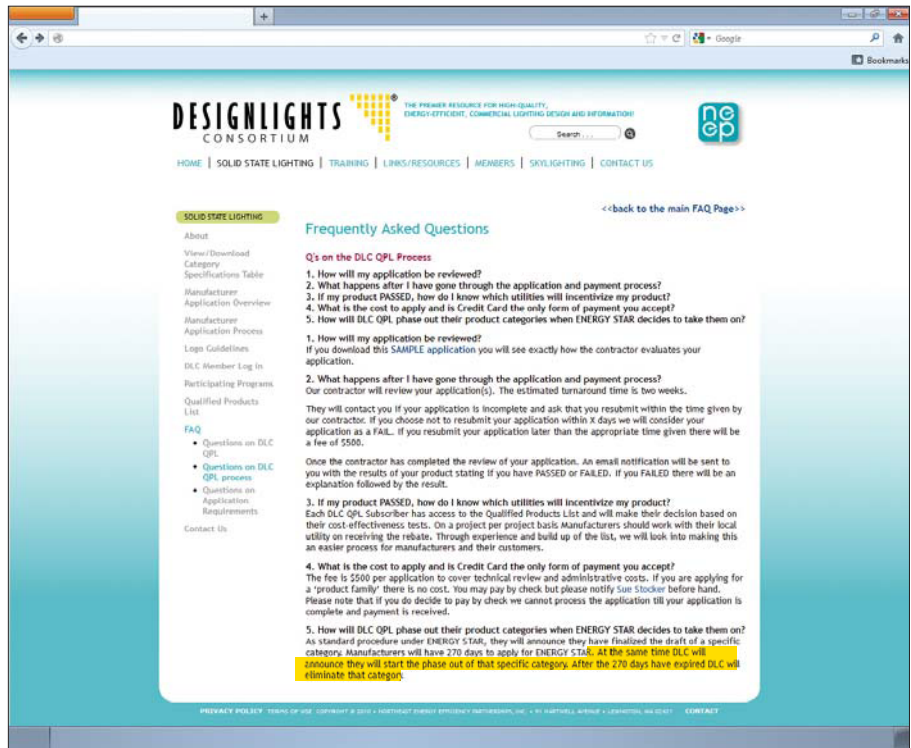 Google
Bookmarks
DESIGNLIGHTS
CONSORTIUM
®
THE PREMIER RESOURCE FOR HIGH-QUALITY,
ENERGY-EFFICIENT, COMMERCIAL LIGHTING DESIGN AND INFORMATION!
Search . . .
neep
HOME | SOLID STATE LIGHTING | TRAINING | LINKS/RESOURCES | MEMBERS | SKYLIGHTING | CONTACT US
<<back to the main FAQ Page>>
SOLID STATE LIGHTING
About
View/Download
Category
Specifications Table
Manufacturer
Application Overview
Manufacturer
Application Process
Logo Guidelines
DLC Member Log in
Participating Programs
Qualified Products
List
FAQ
• Questions on DLC
QPL
• Questions on DLC
QPL process
• Questions on
Application
Requirements
Contact Us
Frequently Asked Questions
Q's on the DLC QPL Process
1. How will my application be reviewed?
2. What happens after I have gone through the application and payment process?
3. If my product PASSED, how do I know which utilities will incentivize my product?
4. What is the cost to apply and is Credit Card the only form of payment you accept?
5. How will DLC QPL phase out their product categories when ENERGY STAR decides to take them on?
1. How will my application be reviewed?
If you download this SAMPLE application you will see exactly how the contractor evaluates your
application.
2. What happens after I have gone through the application and payment process?
Our contractor will review your application(s). The estimated turnaround time is two weeks.
They will contact you if your application is incomplete and ask that you resubmit within the time given by
our contractor. If you choose not to resubmit your application within X days we will consider your
application as a FAIL. If you resubmit your application later than the appropriate time given there will be
a fee of $500.
Once the contractor has completed the review of your application. An email notification will be sent to
you with the results of your product stating if you have PASSED or FAILED. If you FAILED there will be an
explanation followed by the result.
3. If my product PASSED, how do I know which utilities will incentivize my product?
Each DLC QPL Subscriber has access to the Qualified Products List and will make their decision based on
their cost-effectiveness tests. On a project per project basis Manufacturers should work with their local
utility on receiving the rebate. Through experience and build up of the list, we will look into making this
an easier process for manufacturers and their customers.
4. What is the cost to apply and is Credit Card the only form of payment you accept?
The fee is $500 per application to cover technical review and administrative costs. If you are applying for
a 'product family' there is no cost. You may pay by check but please notify Sue Stocker before hand.
Please note that if you do decide to pay by check we cannot process the application till your application is
complete and payment is received.
5. How will DLC QPL phase out their product categories when ENERGY STAR decides to take them on?
As standard procedure under ENERGY STAR, they will announce they have finalized the draft of a specific
category. Manufacturers will have 270 days to apply for ENERGY STAR. At the same time DLC will
announce they will start the phase out of that specific category. After the 270 days have expired DLC will
eliminate that category.
PRIVACY POLICY TERMS OF USE COPYRIGHT © 2010 • NORTHEAST ENERGY EFFICIENCY PARTNERSHIPS, INC. • 91 HARTWELL AVENUE • LEXINGTON, MA 02421 CONTACT